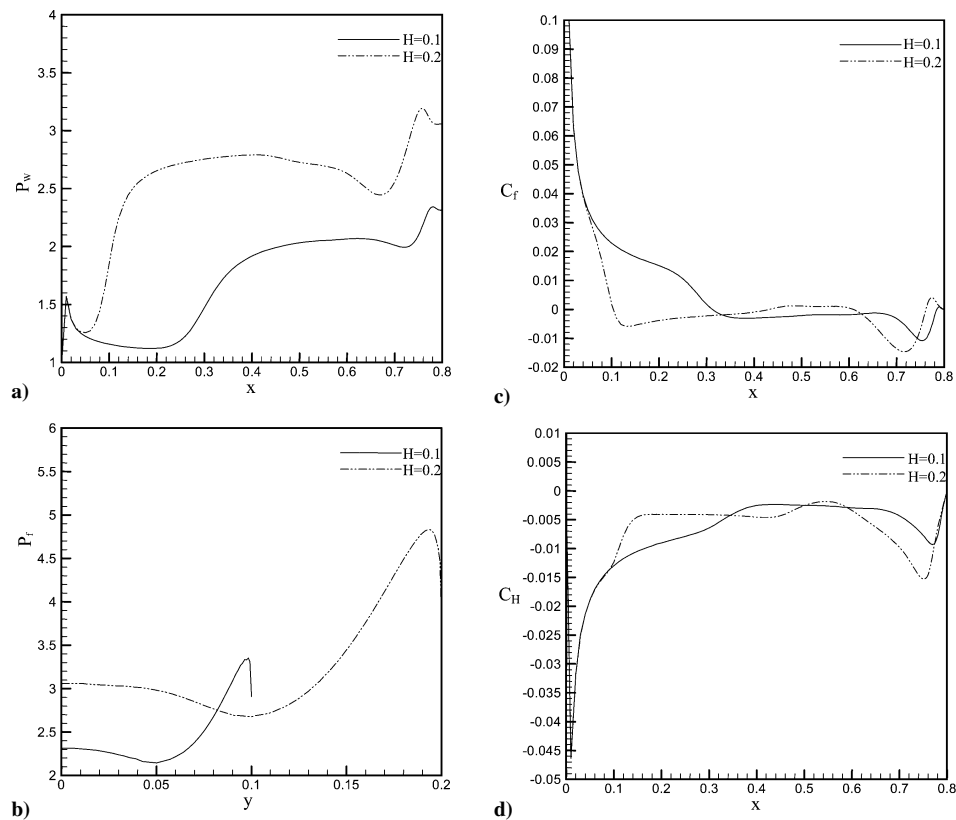 4
3.5
3
2.5
2
1.5
1
P_w
H=0.1
H=0.2
0 0.1 0.2 0.3 0.4 0.5 0.6 0.7 0.8
x
a)
0.1
0.09
0.08
0.07
0.06
0.05
0.04
0.03
0.02
0.01
0
-0.01
-0.02
C_f
H=0.1
H=0.2
0 0.1 0.2 0.3 0.4 0.5 0.6 0.7 0.8
x
c)
6
5.5
5
4.5
4
3.5
3
2.5
2
P_f
H=0.1
H=0.2
0 0.05 0.1 0.15 0.2
y
b)
0.01
0.005
0
-0.005
-0.01
-0.015
-0.02
-0.025
-0.03
-0.035
-0.04
-0.045
-0.05
C_H
H=0.1
H=0.2
0 0.1 0.2 0.3 0.4 0.5 0.6 0.7 0.8
x
d)